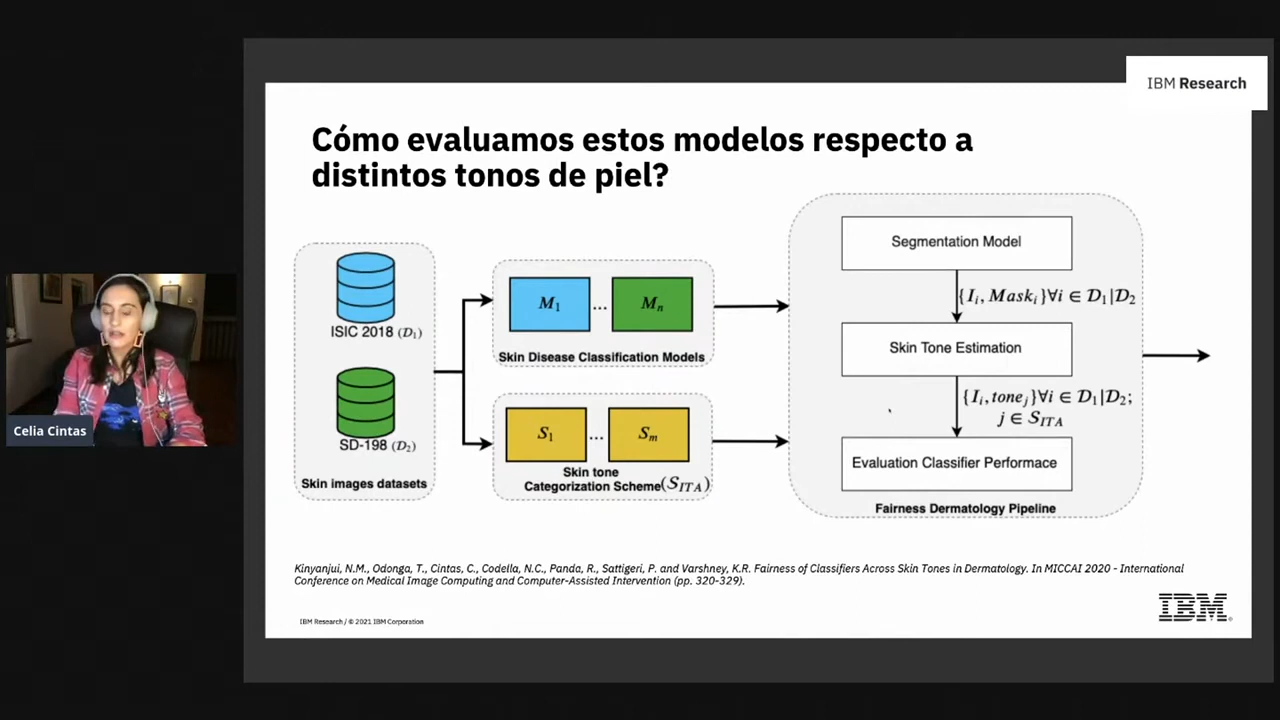 IBM Research
Cómo evaluamos estos modelos respecto a
distintos tonos de piel?
ISIC 2018 (D₁)
SD-198 (D₂)
Skin images datasets
M₁ ... Mₙ
Skin Disease Classification Models
S₁ ... Sₘ
Skin tone
Categorization Scheme(S_ITA)
Segmentation Model
{Iᵢ, Maskᵢ}∀i ∈ D₁|D₂
Skin Tone Estimation
{Iᵢ, toneⱼ}∀i ∈ D₁|D₂;
j ∈ S_ITA
Evaluation Classifier Performace
Fairness Dermatology Pipeline
Celia Cintas
Kinyanjui, N.M., Odonga, T., Cintas, C., Codella, N.C., Panda, R., Sattigeri, P. and Varshney, K.R. Fairness of Classifiers Across Skin Tones in Dermatology. In MICCAI 2020 - International
Conference on Medical Image Computing and Computer-Assisted Intervention (pp. 320-329).
IBM Research / © 2021 IBM Corporation
IBM®